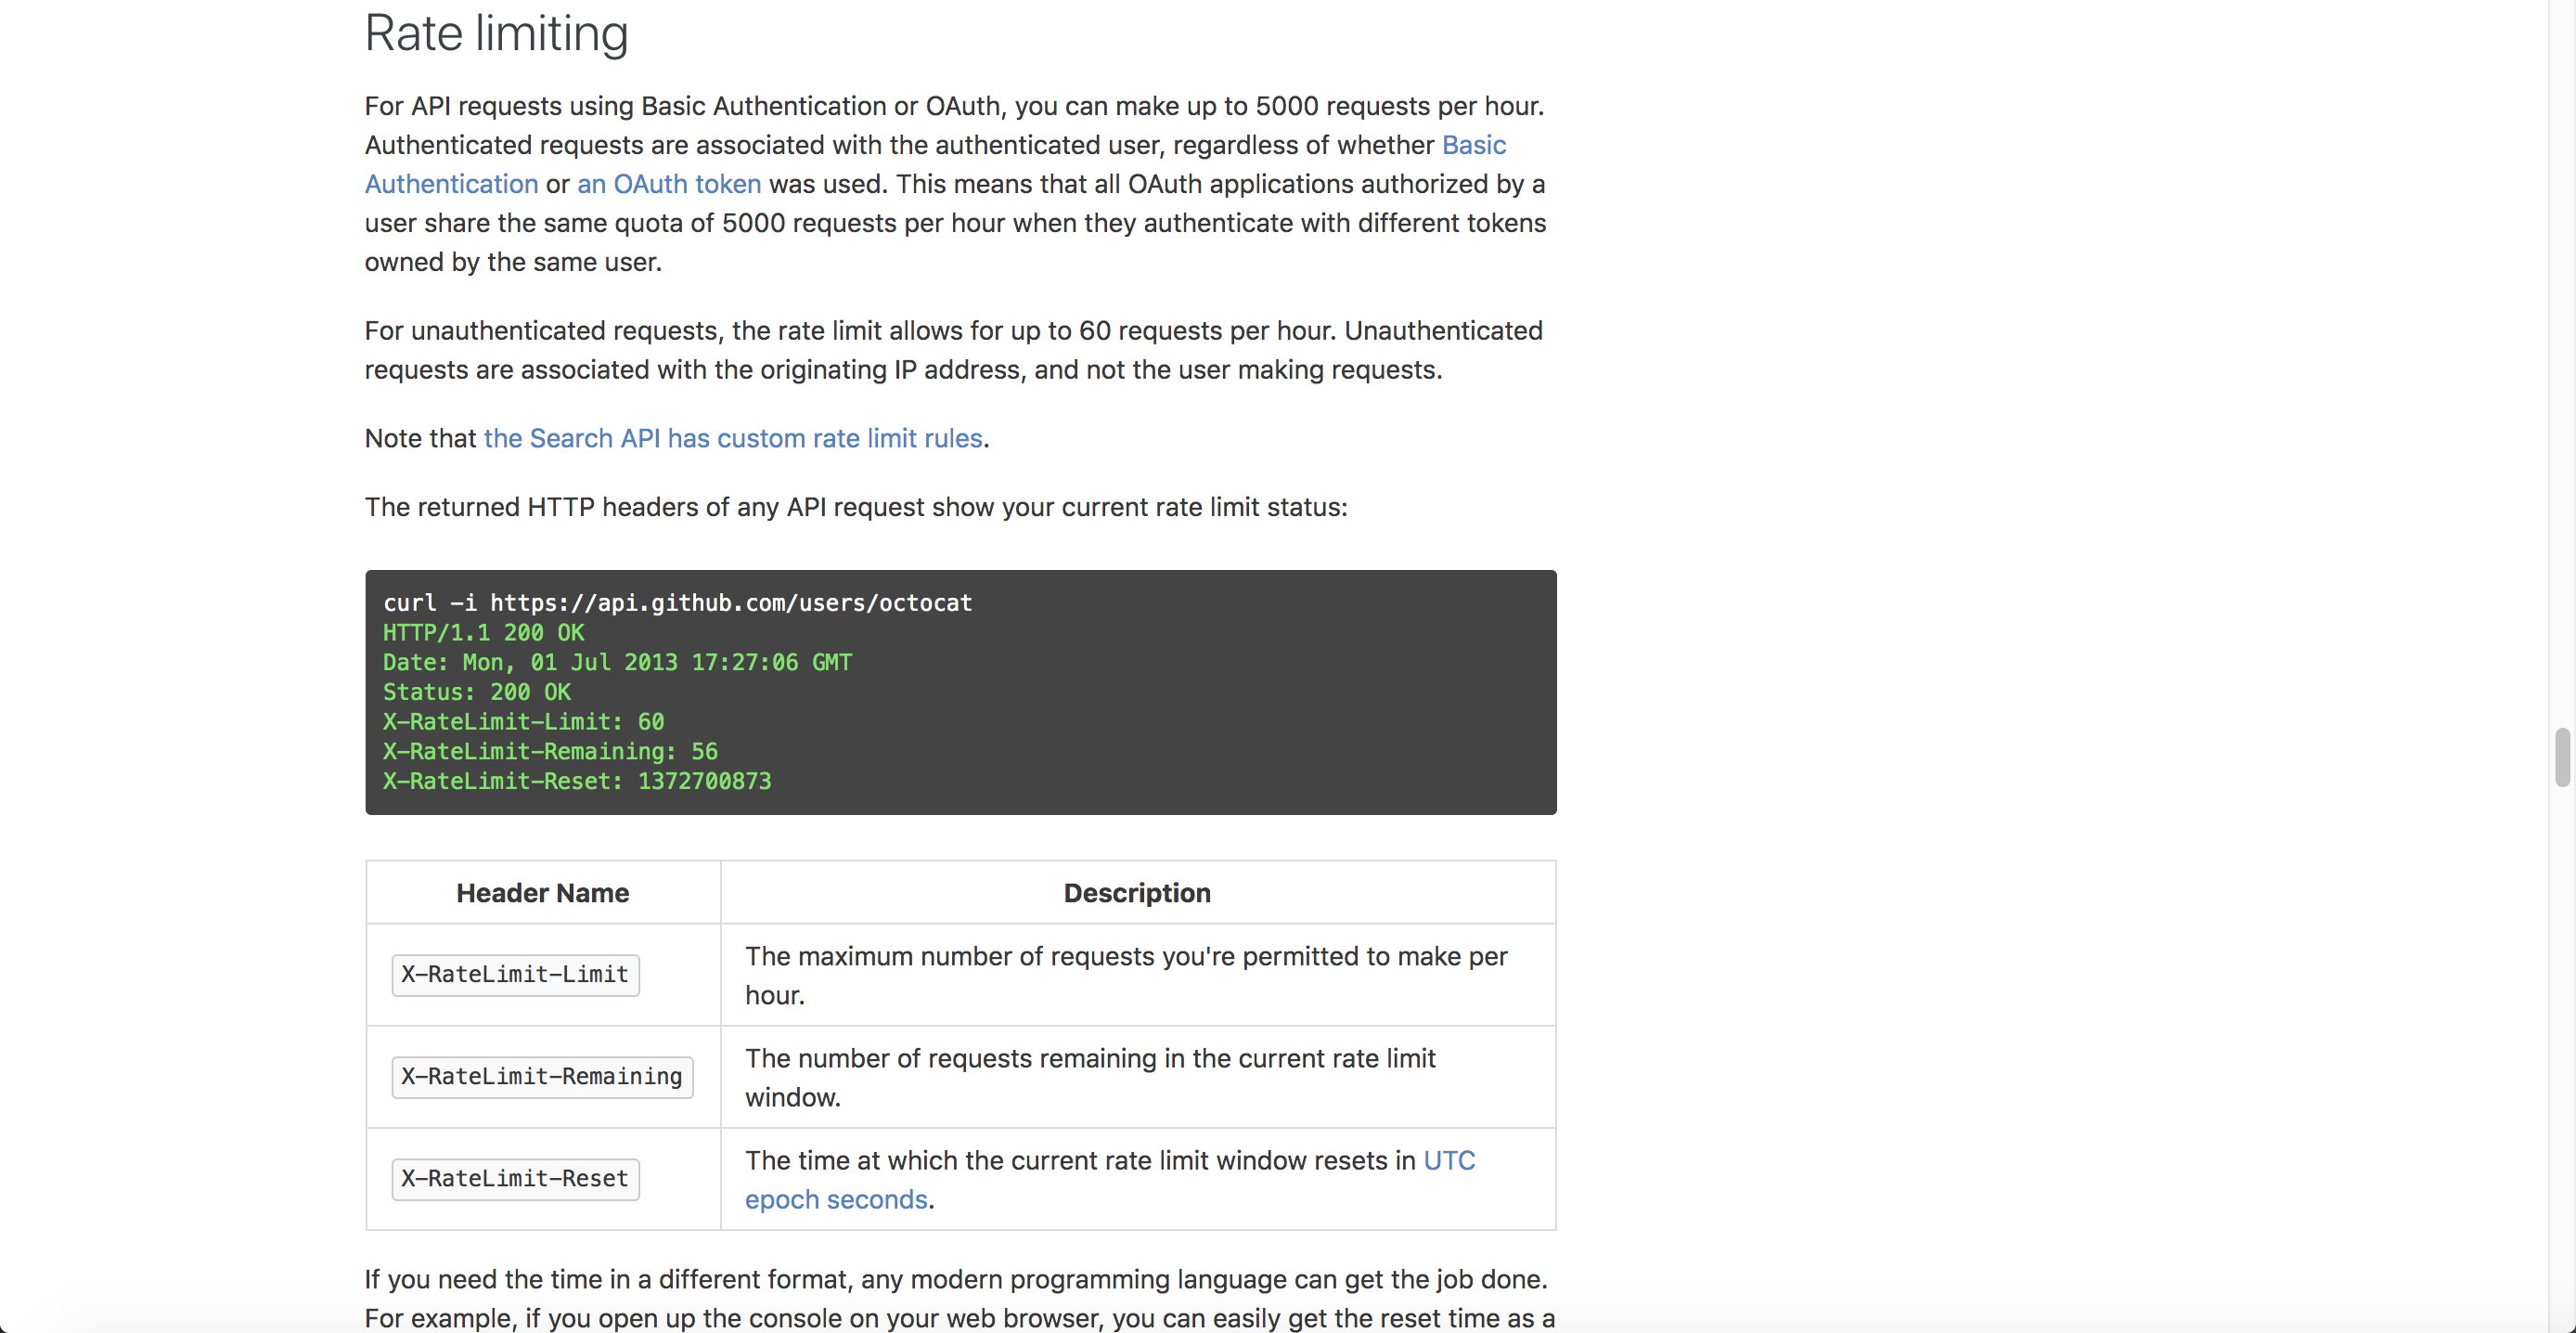 Rate limiting
For API requests using Basic Authentication or OAuth, you can make up to 5000 requests per hour.
Authenticated requests are associated with the authenticated user, regardless of whether Basic
Authentication or an OAuth token was used. This means that all OAuth applications authorized by a
user share the same quota of 5000 requests per hour when they authenticate with different tokens
owned by the same user.
For unauthenticated requests, the rate limit allows for up to 60 requests per hour. Unauthenticated
requests are associated with the originating IP address, and not the user making requests.
Note that the Search API has custom rate limit rules.
The returned HTTP headers of any API request show your current rate limit status:
curl -i https://api.github.com/users/octocat
HTTP/1.1 200 OK
Date: Mon, 01 Jul 2013 17:27:06 GMT
Status: 200 OK
X-RateLimit-Limit: 60
X-RateLimit-Remaining: 56
X-RateLimit-Reset: 1372700873
Header Name Description
X-RateLimit-Limit The maximum number of requests you're permitted to make per
hour.
X-RateLimit-Remaining The number of requests remaining in the current rate limit
window.
X-RateLimit-Reset The time at which the current rate limit window resets in UTC
epoch seconds.
If you need the time in a different format, any modern programming language can get the job done.
For example, if you open up the console on your web browser, you can easily get the reset time as a